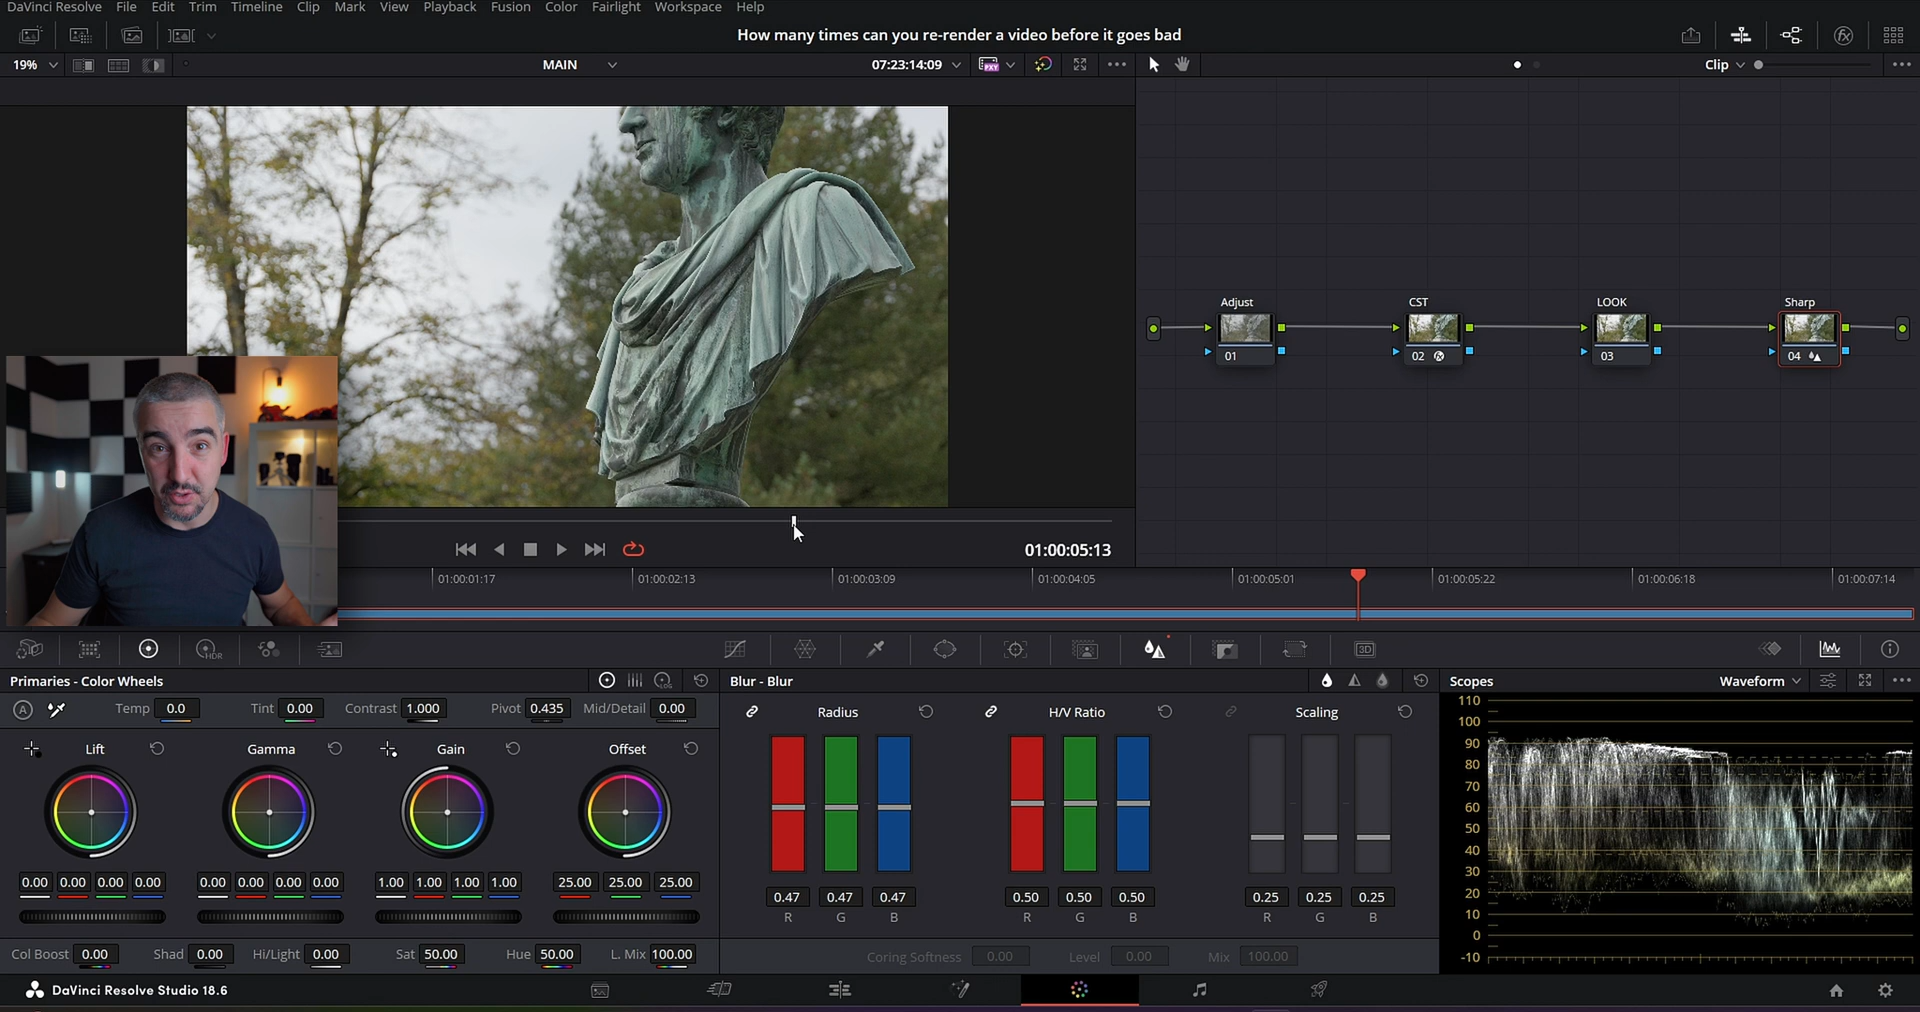 DaVinci Resolve File Edit Trim Timeline Clip Mark View Playback Fusion Color Fairlight Workspace Help
How many times can you re-render a video before it goes bad
19% MAIN 07:23:14:09 PXY Clip
Adjust CST LOOK Sharp
01 02 03 04
01:00:05:13
01:00:01:17 01:00:02:13 01:00:03:09 01:00:04:05 01:00:05:01 01:00:05:22 01:00:06:18 01:00:07:14
HDR 3D
Primaries - Color Wheels LOG Blur - Blur Scopes Waveform
A Temp 0.0 Tint 0.00 Contrast 1.000 Pivot 0.435 Mid/Detail 0.00
Radius H/V Ratio Scaling
Lift Gamma Gain Offset
0.00 0.00 0.00 0.00 0.00 0.00 0.00 0.00 1.00 1.00 1.00 1.00 25.00 25.00 25.00
0.47 0.47 0.47 0.50 0.50 0.50 0.25 0.25 0.25
R G B R G B R G B
Col Boost 0.00 Shad 0.00 Hi/Light 0.00 Sat 50.00 Hue 50.00 L. Mix 100.00
Coring Softness 0.00 Level 0.00 Mix 100.00
110
100
90
80
70
60
50
40
30
20
10
0
-10
DaVinci Resolve Studio 18.6